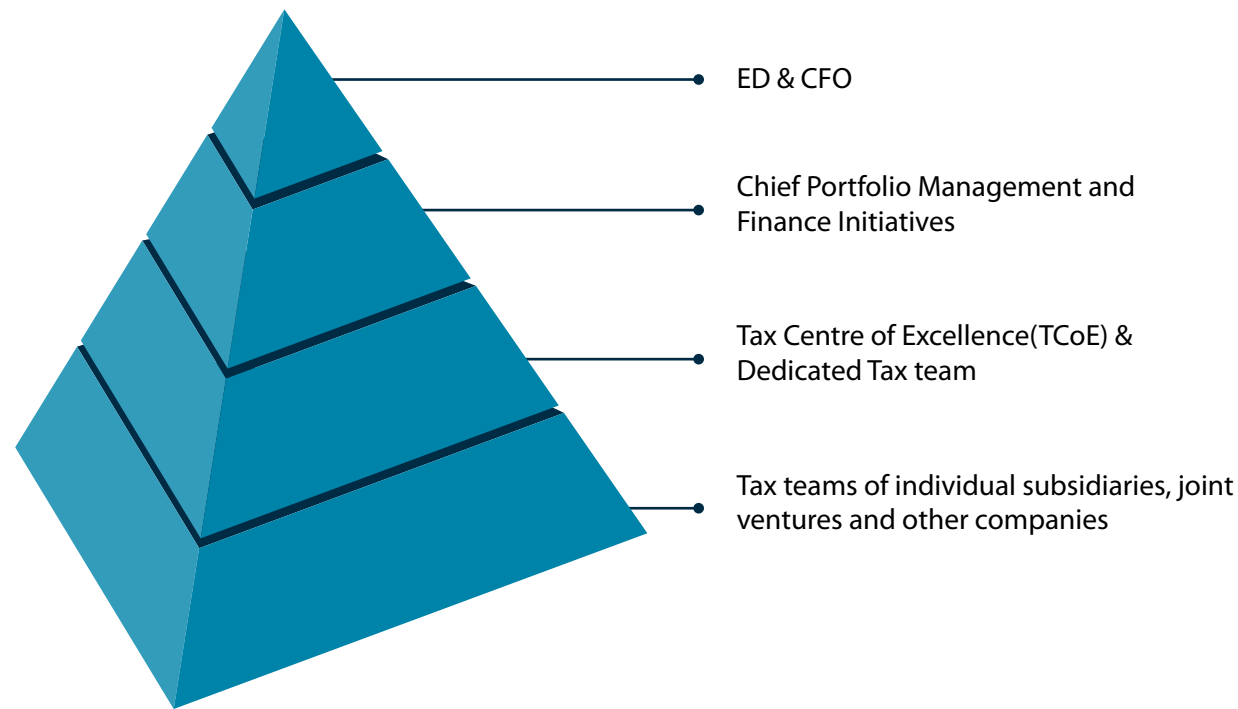 ED & CFO
Chief Portfolio Management and
Finance Initiatives
Tax Centre of Excellence(TCoE) &
Dedicated Tax team
Tax teams of individual subsidiaries, joint
ventures and other companies